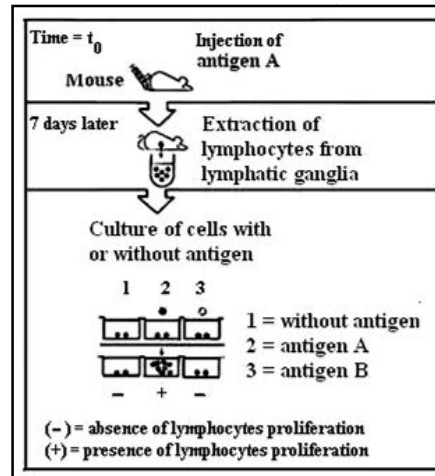 Time = t0
Injection of
antigen A
Mouse
7 days later
Extraction of
lymphocytes from
lymphatic ganglia
Culture of cells with
or without antigen
1 2 3
1 = without antigen
2 = antigen A
3 = antigen B
− + −
(−) = absence of lymphocytes proliferation
(+) = presence of lymphocytes proliferation